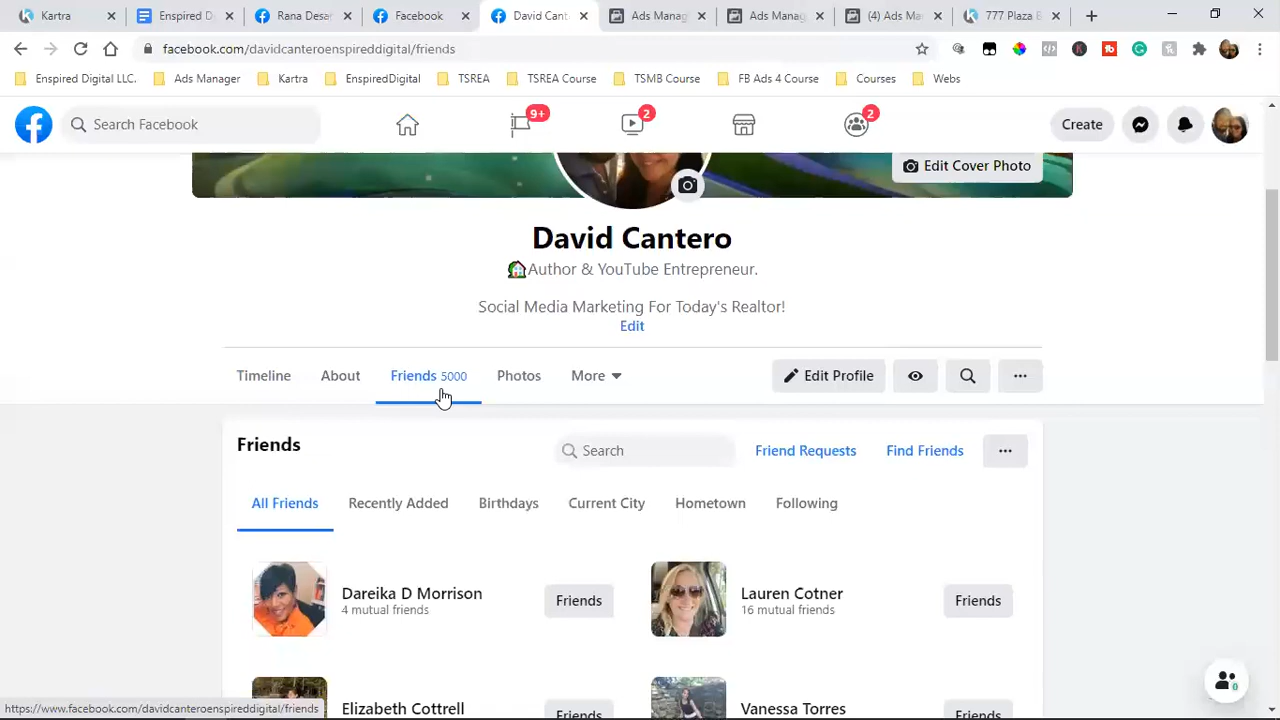 Kartra
Enspired D
Rana Desa
Facebook
David Cant
Ads Manag
Ads Manag
(4) Ads Ma
777 Plaza B
facebook.com/davidcanteroenspireddigital/friends
Enspired Digital LLC.
Ads Manager
Kartra
EnspiredDigital
TSREA
TSREA Course
TSMB Course
FB Ads 4 Course
Courses
Webs
Search Facebook
9+
2
2
Create
Edit Cover Photo
David Cantero
Author & YouTube Entrepreneur.
Social Media Marketing For Today's Realtor!
Edit
Timeline
About
Friends 5000
Photos
More
Edit Profile
Friends
Search
Friend Requests
Find Friends
All Friends
Recently Added
Birthdays
Current City
Hometown
Following
Dareika D Morrison
4 mutual friends
Friends
Lauren Cotner
16 mutual friends
Friends
Elizabeth Cottrell
Friends
Vanessa Torres
Friends
0
https://www.facebook.com/davidcanteroenspireddigital/friends